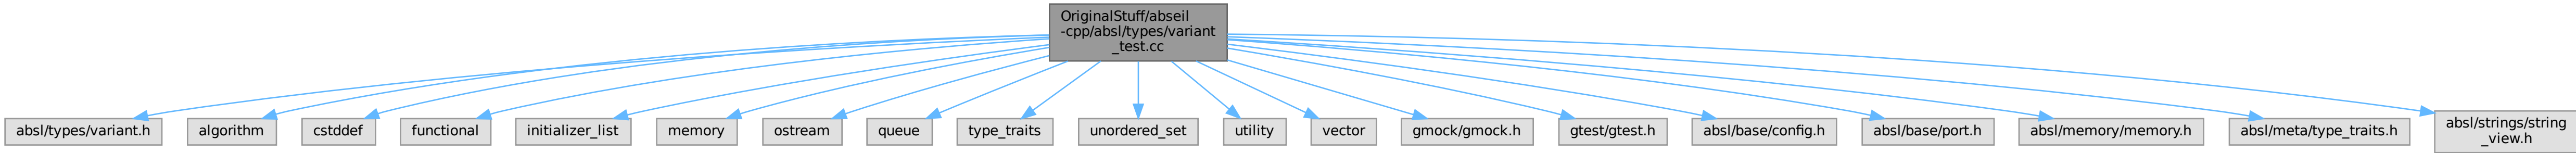 OriginalStuff/abseil
-cpp/absl/types/variant
_test.cc
absl/types/variant.h
algorithm
cstddef
functional
initializer_list
memory
ostream
queue
type_traits
unordered_set
utility
vector
gmock/gmock.h
gtest/gtest.h
absl/base/config.h
absl/base/port.h
absl/memory/memory.h
absl/meta/type_traits.h
absl/strings/string
_view.h